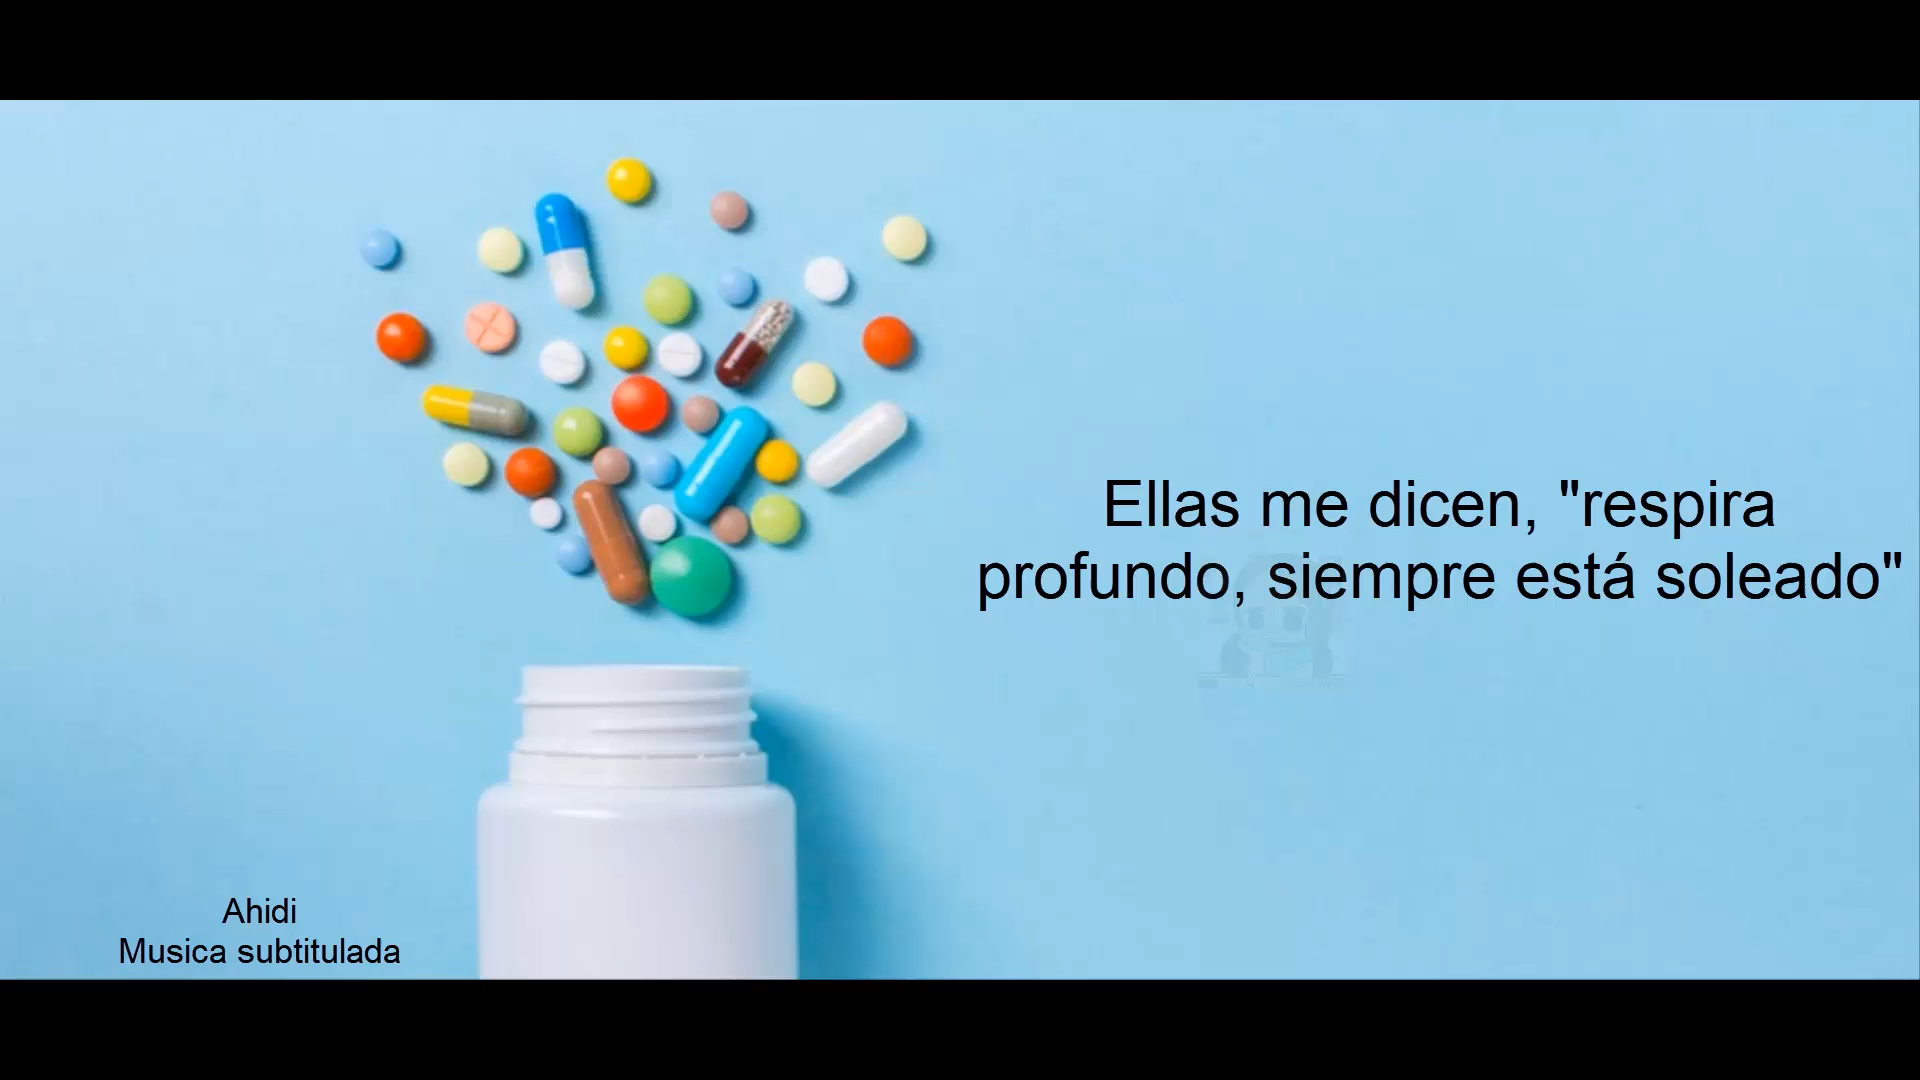 Ellas me dicen, "respira
profundo, siempre está soleado"
Ahidi
Musica subtitulada